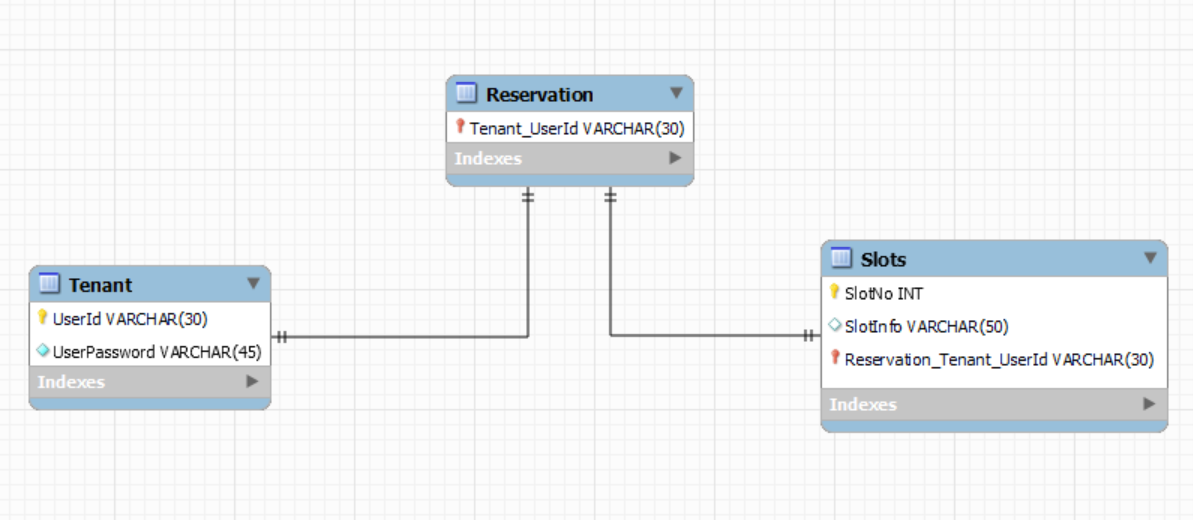 Reservation
Tenant_UserId VARCHAR(30)
Indexes
Tenant
UserId VARCHAR(30)
UserPassword VARCHAR(45)
Indexes
Slots
SlotNo INT
SlotInfo VARCHAR(50)
Reservation_Tenant_UserId VARCHAR(30)
Indexes